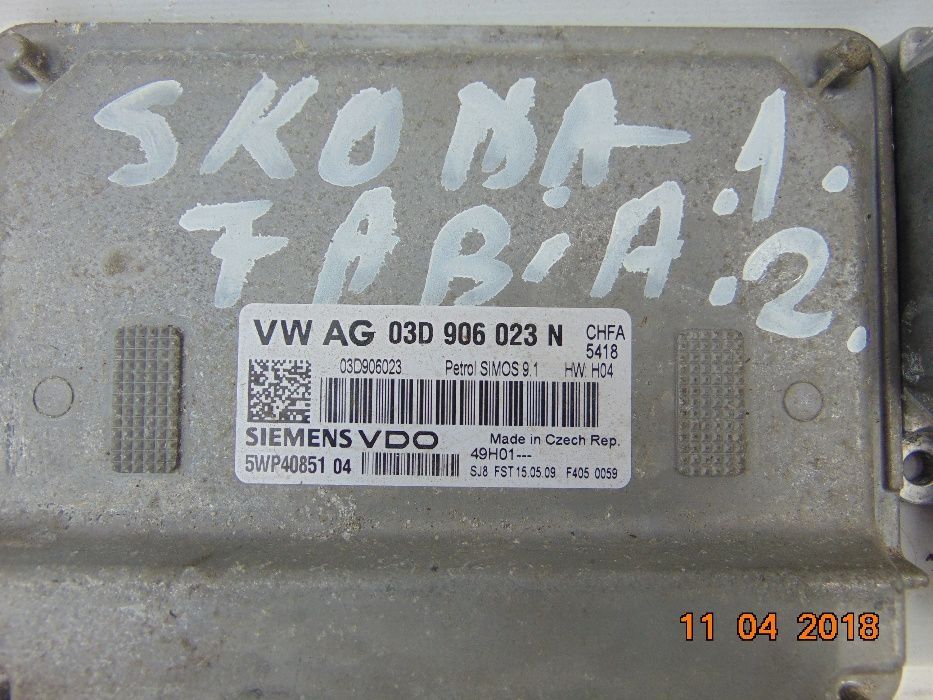 SKODA 1.
FABiA 2.
VW AG 03D 906 023 N CHFA
5418
03D906023 Petrol SIMOS 9.1 HW: H04
SIEMENS VDO Made in Czech Rep.
5WP40851 04 49H01---
SJ8 FST 15.05.09 F405 0059
11 04 2018